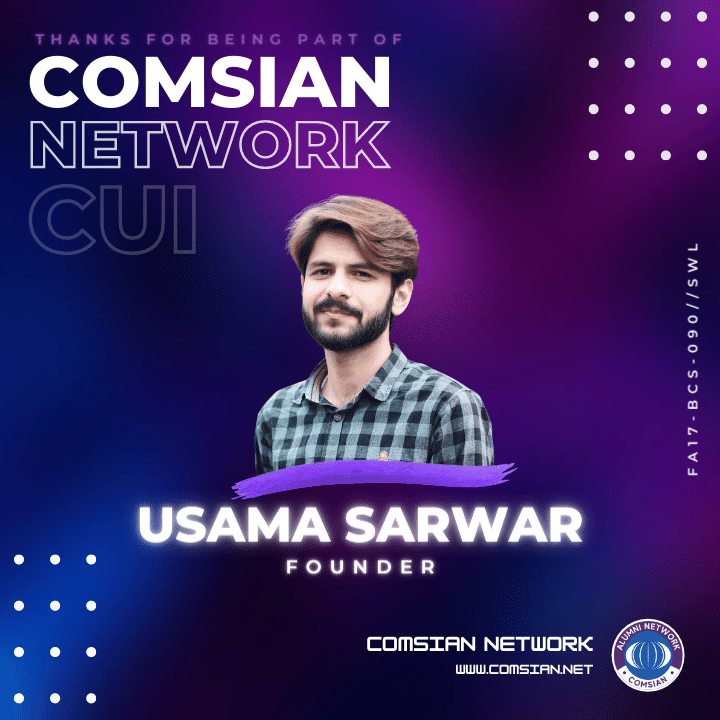 THANKS FOR BEING PART OF
COMSIAN
NETWORK
CUI
FA17-BCS-090//SWL
USAMA SARWAR
FOUNDER
COMSIAN NETWORK
WWW.COMSIAN.NET
ALUMNI NETWORK
COMSIAN